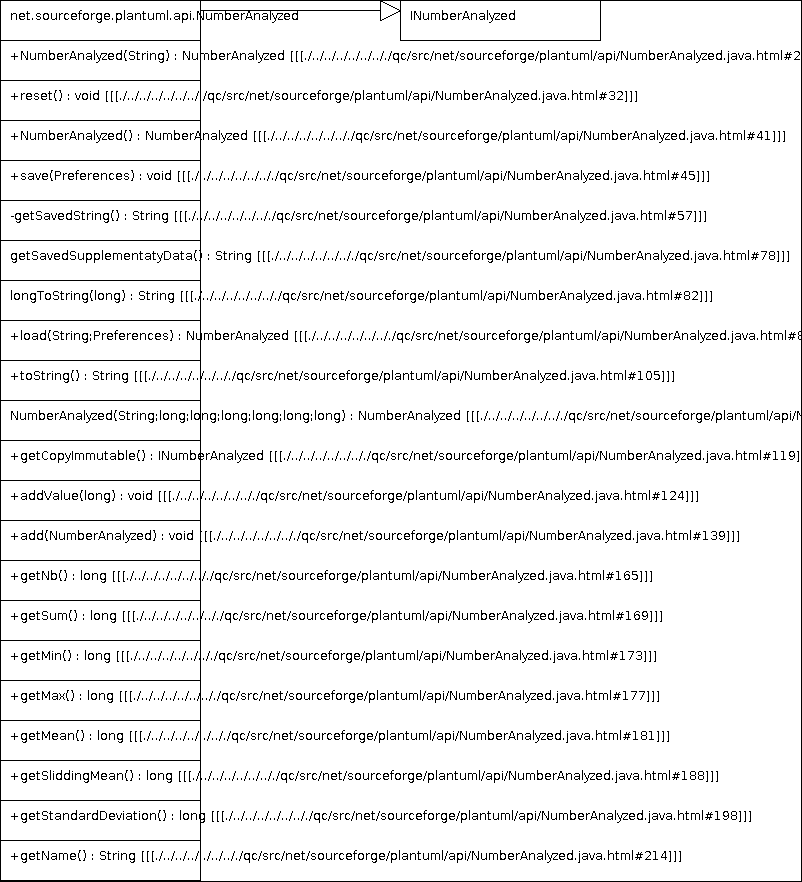 net.sourceforge.plantuml.api.NumberAnalyzed
INumberAnalyzed
+NumberAnalyzed(String) : NumberAnalyzed [[[./../../../../../../qc/src/net/sourceforge/plantuml/api/NumberAnalyzed.java.html#2
+reset() : void [[[./../../../../../../qc/src/net/sourceforge/plantuml/api/NumberAnalyzed.java.html#32]]]
+NumberAnalyzed() : NumberAnalyzed [[[./../../../../../../qc/src/net/sourceforge/plantuml/api/NumberAnalyzed.java.html#41]]]
+save(Preferences) : void [[[./../../../../../../qc/src/net/sourceforge/plantuml/api/NumberAnalyzed.java.html#45]]]
-getSavedString() : String [[[./../../../../../../qc/src/net/sourceforge/plantuml/api/NumberAnalyzed.java.html#57]]]
getSavedSupplementatyData() : String [[[./../../../../../../qc/src/net/sourceforge/plantuml/api/NumberAnalyzed.java.html#78]]]
longToString(long) : String [[[./../../../../../../qc/src/net/sourceforge/plantuml/api/NumberAnalyzed.java.html#82]]]
+load(String;Preferences) : NumberAnalyzed [[[./../../../../../../qc/src/net/sourceforge/plantuml/api/NumberAnalyzed.java.html#8
+toString() : String [[[./../../../../../../qc/src/net/sourceforge/plantuml/api/NumberAnalyzed.java.html#105]]]
NumberAnalyzed(String;long;long;long;long;long;long) : NumberAnalyzed [[[./../../../../../../qc/src/net/sourceforge/plantuml/api/N
+getCopyImmutable() : INumberAnalyzed [[[./../../../../../../qc/src/net/sourceforge/plantuml/api/NumberAnalyzed.java.html#119]
+addValue(long) : void [[[./../../../../../../qc/src/net/sourceforge/plantuml/api/NumberAnalyzed.java.html#124]]]
+add(NumberAnalyzed) : void [[[./../../../../../../qc/src/net/sourceforge/plantuml/api/NumberAnalyzed.java.html#139]]]
+getNb() : long [[[./../../../../../../qc/src/net/sourceforge/plantuml/api/NumberAnalyzed.java.html#165]]]
+getSum() : long [[[./../../../../../../qc/src/net/sourceforge/plantuml/api/NumberAnalyzed.java.html#169]]]
+getMin() : long [[[./../../../../../../qc/src/net/sourceforge/plantuml/api/NumberAnalyzed.java.html#173]]]
+getMax() : long [[[./../../../../../../qc/src/net/sourceforge/plantuml/api/NumberAnalyzed.java.html#177]]]
+getMean() : long [[[./../../../../../../qc/src/net/sourceforge/plantuml/api/NumberAnalyzed.java.html#181]]]
+getSliddingMean() : long [[[./../../../../../../qc/src/net/sourceforge/plantuml/api/NumberAnalyzed.java.html#188]]]
+getStandardDeviation() : long [[[./../../../../../../qc/src/net/sourceforge/plantuml/api/NumberAnalyzed.java.html#198]]]
+getName() : String [[[./../../../../../../qc/src/net/sourceforge/plantuml/api/NumberAnalyzed.java.html#214]]]